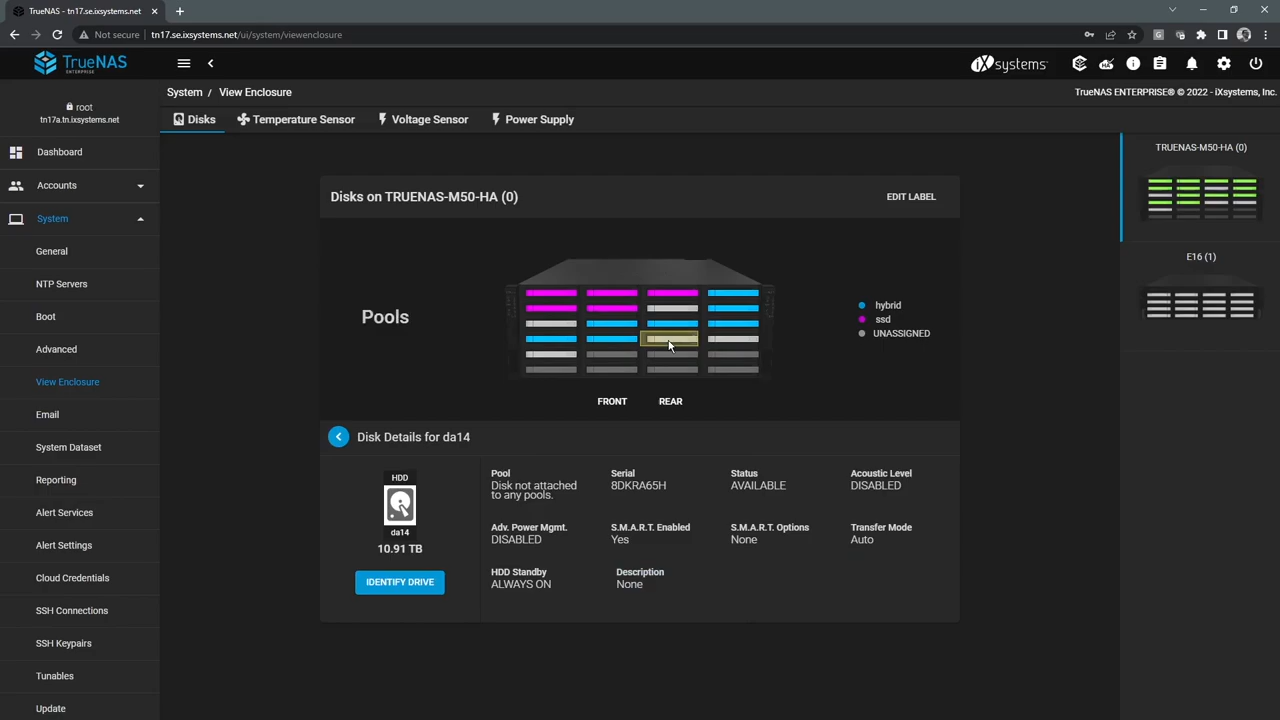 TrueNAS - tn17.se.ixsystems.net
Not secure
tn17.se.ixsystems.net/ui/system/viewenclosure
TrueNAS
ENTERPRISE
iXsystems
root
tn17a.tn.ixsystems.net
System / View Enclosure
TrueNAS ENTERPRISE® © 2022 - iXsystems, Inc.
Disks
Temperature Sensor
Voltage Sensor
Power Supply
Dashboard
Accounts
System
General
NTP Servers
Boot
Advanced
View Enclosure
Email
System Dataset
Reporting
Alert Services
Alert Settings
Cloud Credentials
SSH Connections
SSH Keypairs
Tunables
Update
Disks on TRUENAS-M50-HA (0)
EDIT LABEL
Pools
hybrid
ssd
UNASSIGNED
FRONT
REAR
Disk Details for da14
HDD
da14
10.91 TB
IDENTIFY DRIVE
Pool
Disk not attached
to any pools.
Serial
8DKRA65H
Status
AVAILABLE
Acoustic Level
DISABLED
Adv. Power Mgmt.
DISABLED
S.M.A.R.T. Enabled
Yes
S.M.A.R.T. Options
None
Transfer Mode
Auto
HDD Standby
ALWAYS ON
Description
None
TRUENAS-M50-HA (0)
E16 (1)